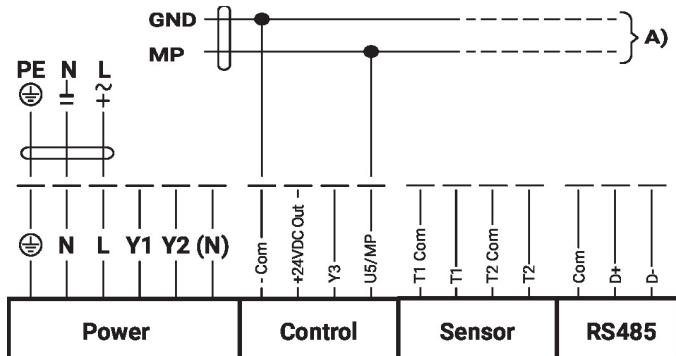 GND
MP
A)
PE N L
N L Y1 Y2 (N)
- Com
+24VDC Out
Y3
U5/MP
T1 Com
T1
T2 Com
T2
Com
D+
D-
Power
Control
Sensor
RS485